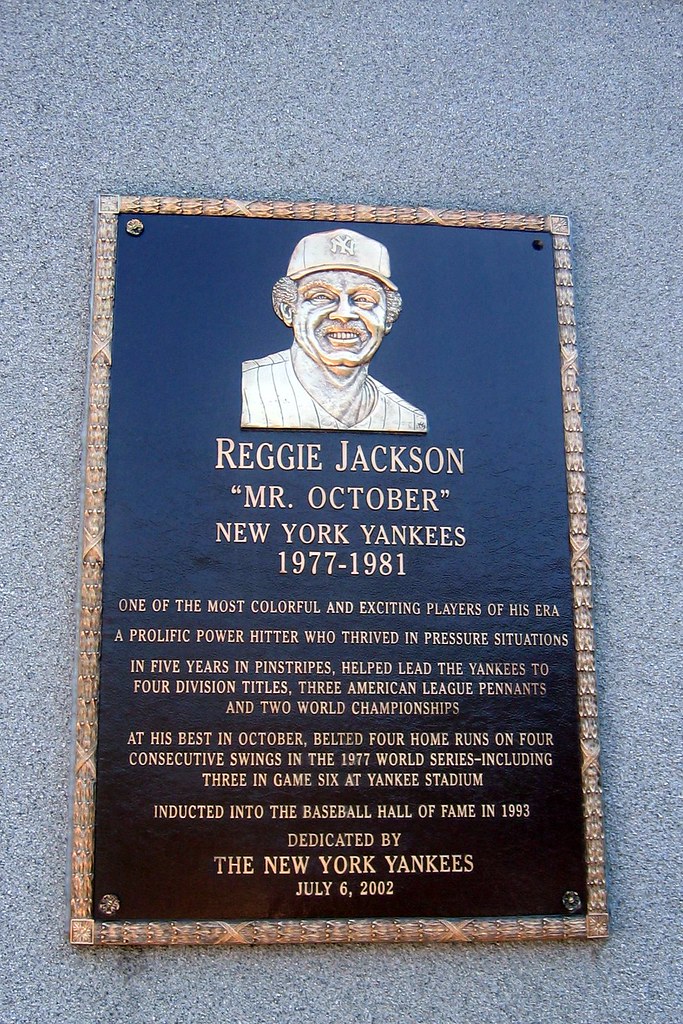 NY
REGGIE JACKSON
"MR. OCTOBER"
NEW YORK YANKEES
1977-1981
ONE OF THE MOST COLORFUL AND EXCITING PLAYERS OF HIS ERA
A PROLIFIC POWER HITTER WHO THRIVED IN PRESSURE SITUATIONS
IN FIVE YEARS IN PINSTRIPES, HELPED LEAD THE YANKEES TO
FOUR DIVISION TITLES, THREE AMERICAN LEAGUE PENNANTS
AND TWO WORLD CHAMPIONSHIPS
AT HIS BEST IN OCTOBER, BELTED FOUR HOME RUNS ON FOUR
CONSECUTIVE SWINGS IN THE 1977 WORLD SERIES–INCLUDING
THREE IN GAME SIX AT YANKEE STADIUM
INDUCTED INTO THE BASEBALL HALL OF FAME IN 1993
DEDICATED BY
THE NEW YORK YANKEES
JULY 6, 2002